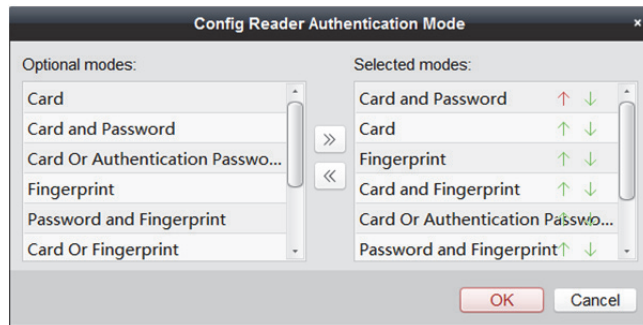 Config Reader Authentication Mode
×
Optional modes:
Selected modes:
Card
Card and Password
Card Or Authentication Passwo...
Fingerprint
Password and Fingerprint
Card Or Fingerprint
Card and Password
Card
Fingerprint
Card and Fingerprint
Card Or Authentication Passwo...
Password and Fingerprint
OK
Cancel